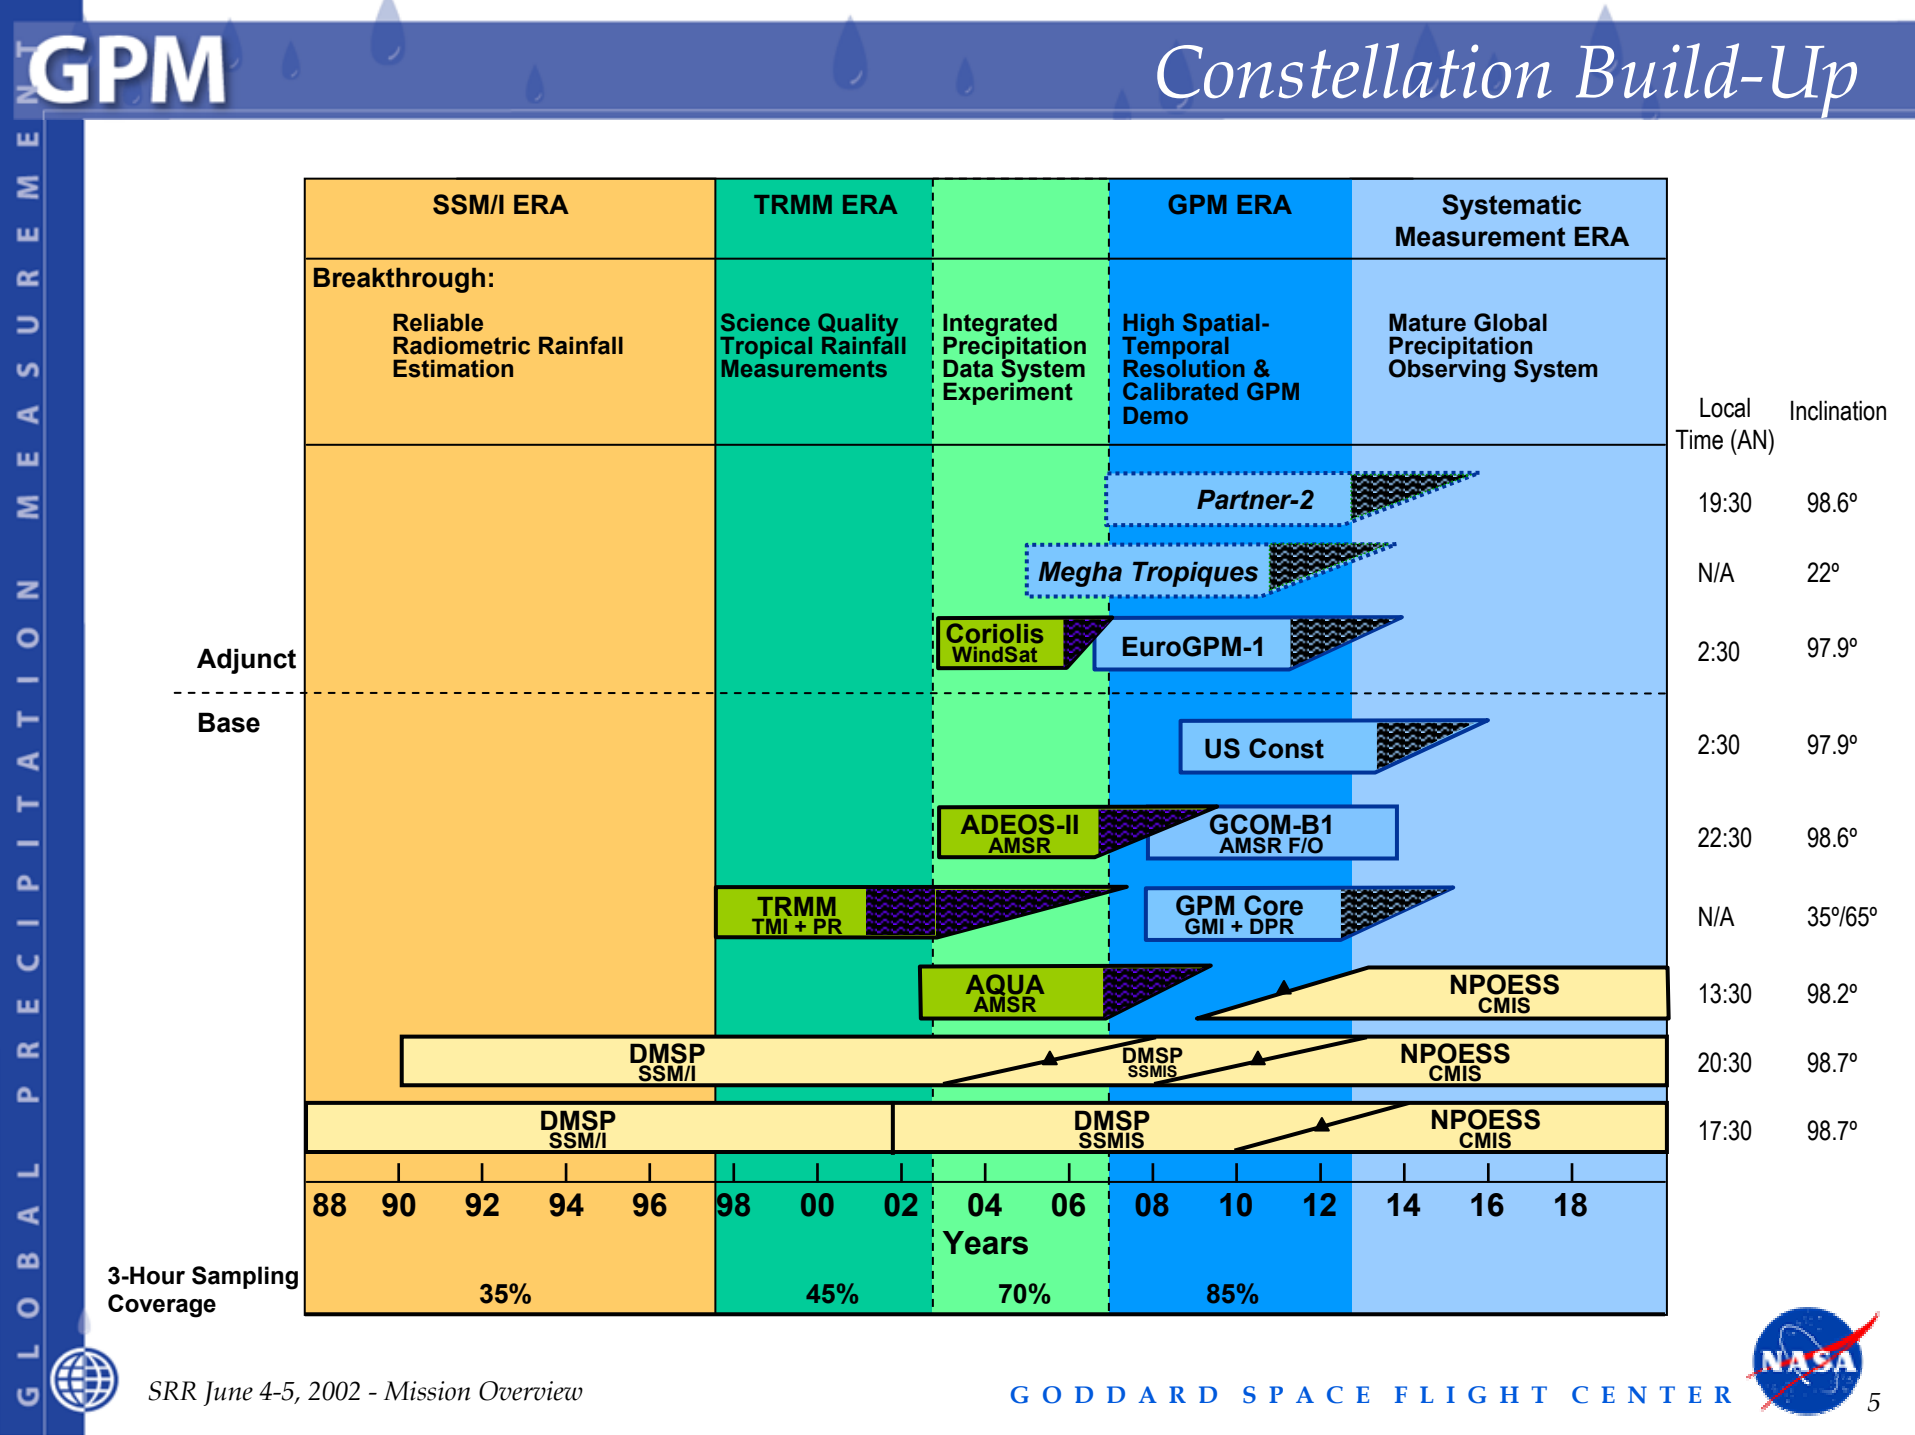 GPM
Constellation Build-Up
GLOBAL PRECIPITATION MEASUREMENT
SSM/I ERA
TRMM ERA
GPM ERA
Systematic
Measurement ERA
Breakthrough:
Reliable
Radiometric Rainfall
Estimation
Science Quality
Tropical Rainfall
Measurements
Integrated
Precipitation
Data System
Experiment
High Spatial-
Temporal
Resolution &
Calibrated GPM
Demo
Mature Global
Precipitation
Observing System
Local
Time (AN)
Inclination
Partner-2
19:30 98.6º
Megha Tropiques
N/A 22º
Coriolis
WindSat
EuroGPM-1
2:30 97.9º
Adjunct
Base
US Const
2:30 97.9º
ADEOS-II
AMSR
GCOM-B1
AMSR F/O
22:30 98.6º
TRMM
TMI + PR
GPM Core
GMI + DPR
N/A 35º/65º
AQUA
AMSR
NPOESS
CMIS
13:30 98.2º
DMSP
SSM/I
DMSP
SSMIS
NPOESS
CMIS
20:30 98.7º
DMSP
SSM/I
DMSP
SSMIS
NPOESS
CMIS
17:30 98.7º
88 90 92 94 96 98 00 02 04 06 08 10 12 14 16 18
Years
3-Hour Sampling
Coverage
35% 45% 70% 85%
SRR June 4-5, 2002 - Mission Overview
GODDARD SPACE FLIGHT CENTER
NASA
5